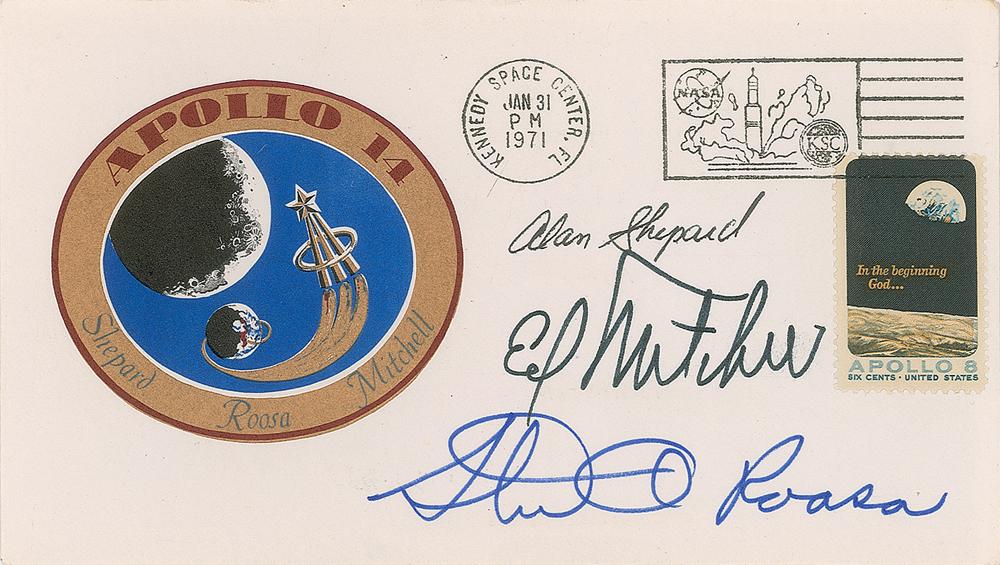 APOLLO 14
Shepard
Roosa
Mitchell
KENNEDY SPACE CENTER, FL
JAN 31
PM
1971
NASA
KSC
Alan Shepard
Ed Mitchell
Stuart Roosa
In the beginning
God...
APOLLO 8
SIX CENTS · UNITED STATES